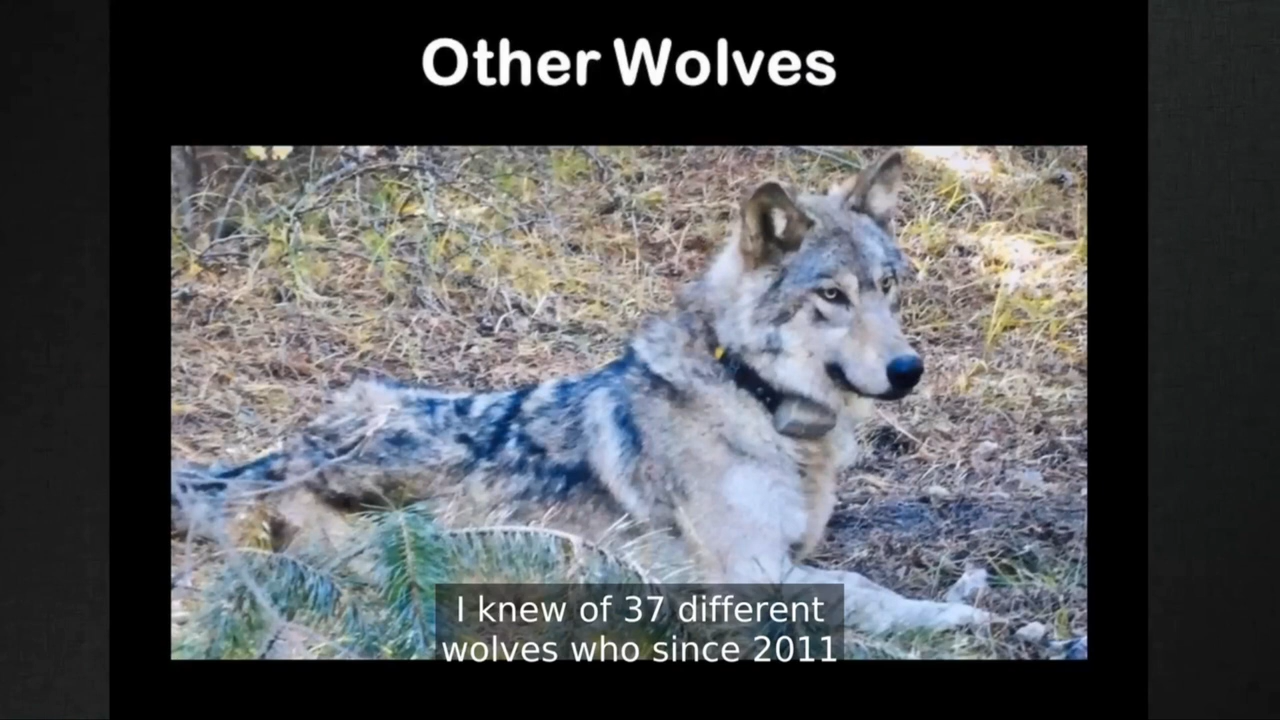 Other Wolves
I knew of 37 different
wolves who since 2011